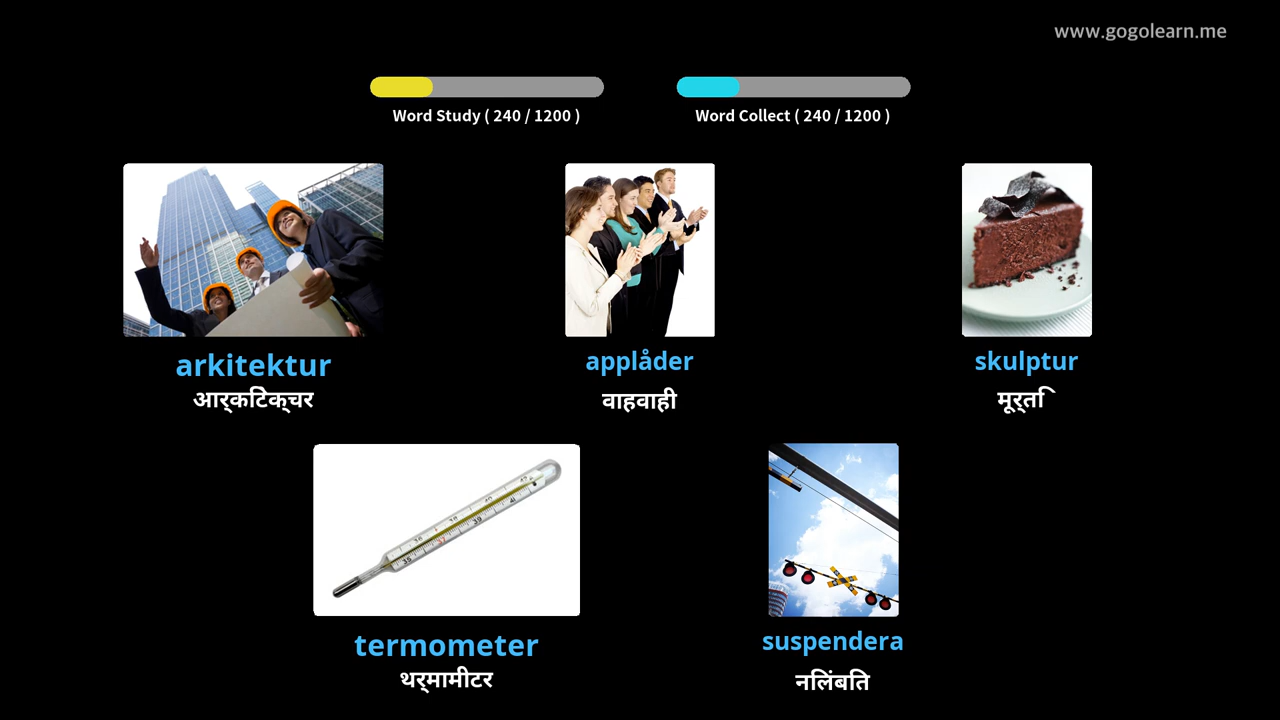 www.gogolearn.me
Word Study ( 240 / 1200 )
Word Collect ( 240 / 1200 )
arkitektur
आर्किटेक्चर
applåder
वाहवाही
skulptur
मूर्ति
termometer
थर्मामीटर
suspendera
निलंबित